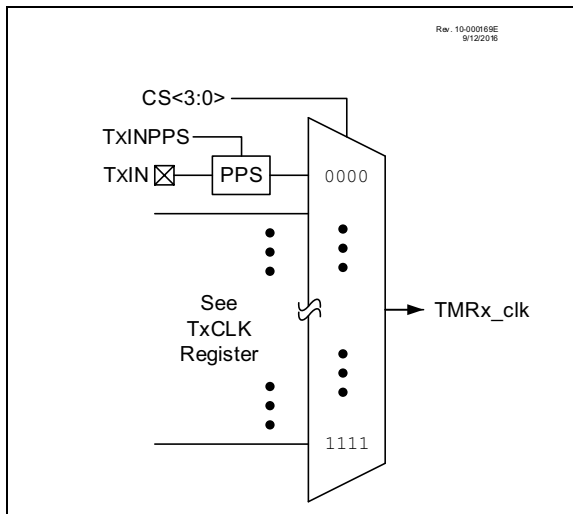 Rev. 10-000169E
9/12/2016
CS<3:0>
TxINPPS
TxIN
PPS
0000
See
TxCLK
Register
TMRx_clk
1111